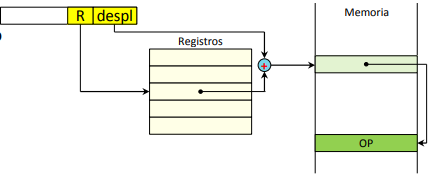 Memoria
R despl
Registros
+
OP